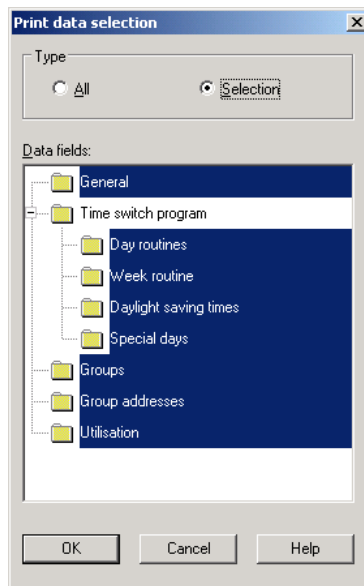 Print data selection
Type
All
Selection
Data fields:
General
Time switch program
Day routines
Week routine
Daylight saving times
Special days
Groups
Group addresses
Utilisation
OK
Cancel
Help